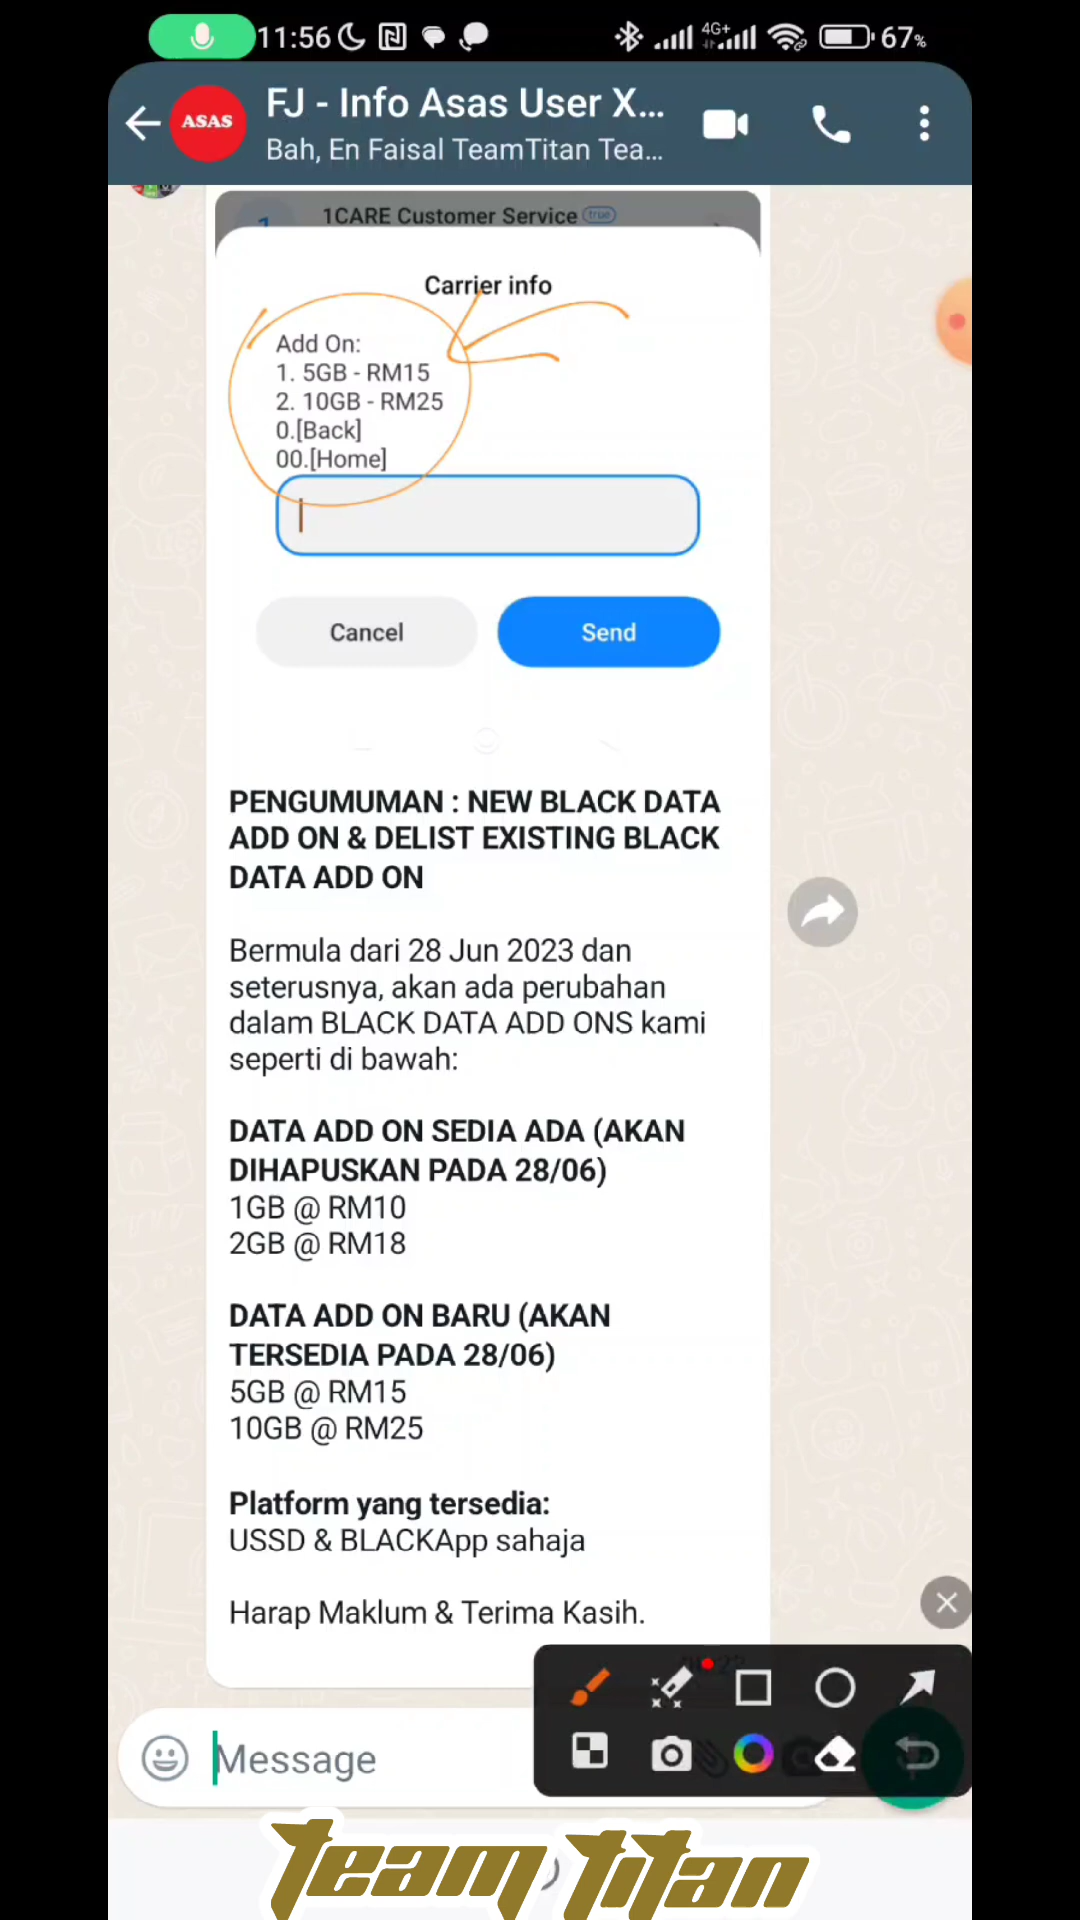 11:56
4G+
67%
ASAS
FJ - Info Asas User X...
Bah, En Faisal TeamTitan Tea...
1CARE Customer Service true
Carrier info
Add On:
1. 5GB - RM15
2. 10GB - RM25
0.[Back]
00.[Home]
Cancel
Send
PENGUMUMAN : NEW BLACK DATA
ADD ON & DELIST EXISTING BLACK
DATA ADD ON
Bermula dari 28 Jun 2023 dan
seterusnya, akan ada perubahan
dalam BLACK DATA ADD ONS kami
seperti di bawah:
DATA ADD ON SEDIA ADA (AKAN
DIHAPUSKAN PADA 28/06)
1GB @ RM10
2GB @ RM18
DATA ADD ON BARU (AKAN
TERSEDIA PADA 28/06)
5GB @ RM15
10GB @ RM25
Platform yang tersedia:
USSD & BLACKApp sahaja
Harap Maklum & Terima Kasih.
Message
Team Titan